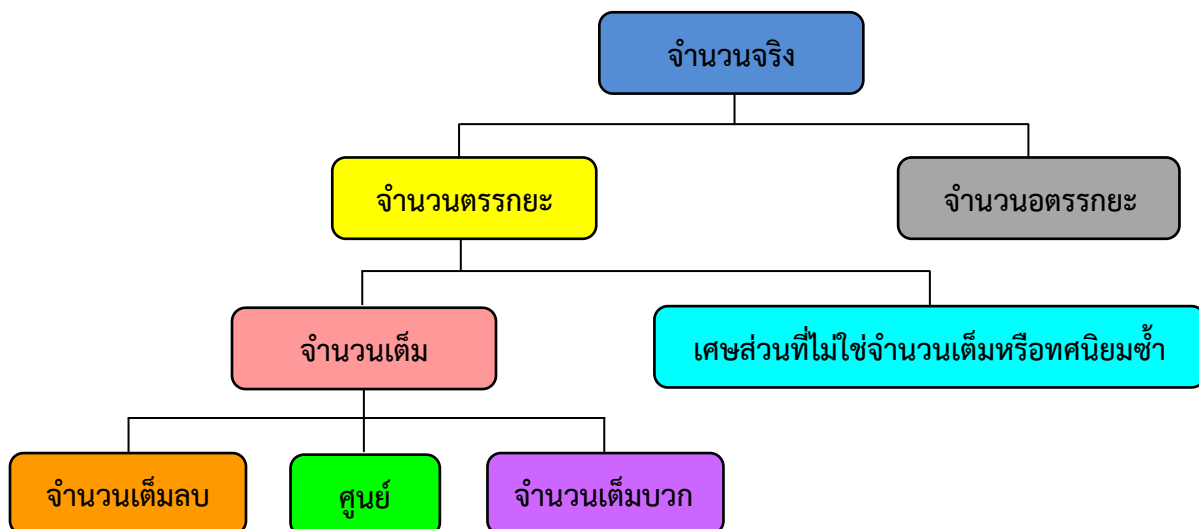 จำนวนจริง
จำนวนตรรกยะ
จำนวนอตรรกยะ
จำนวนเต็ม
เศษส่วนที่ไม่ใช่จำนวนเต็มหรือทศนิยมซ้ำ
จำนวนเต็มลบ
ศูนย์
จำนวนเต็มบวก